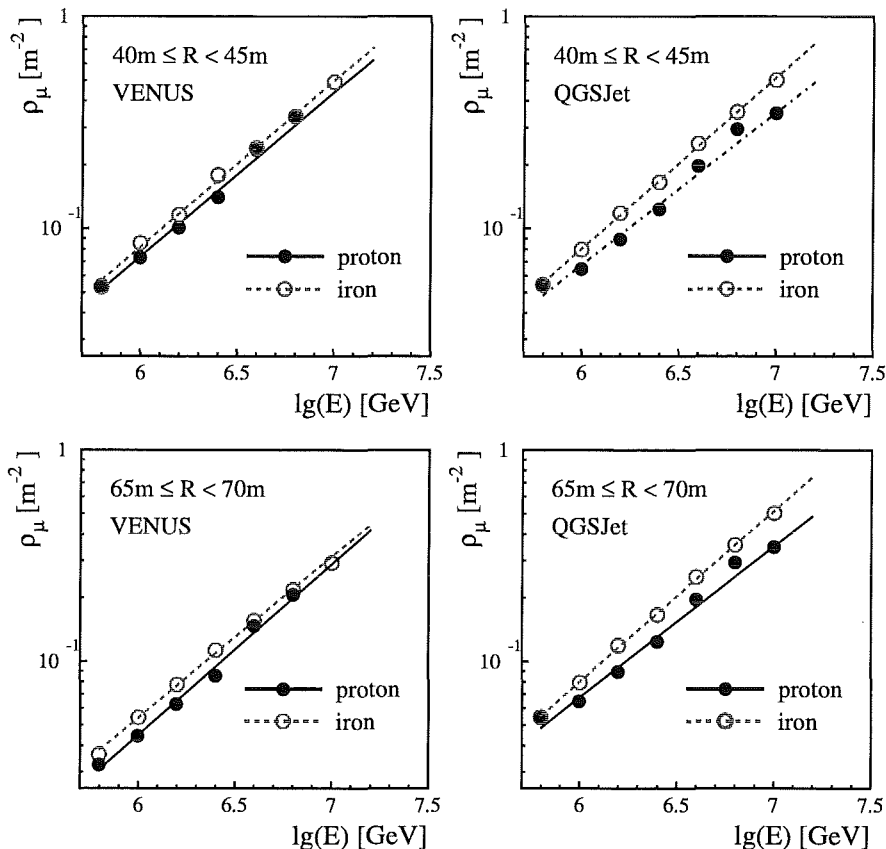 ρμ [m⁻²]
1
10⁻¹
40m ≤ R < 45m
VENUS
proton
iron
6
6.5
7
7.5
lg(E) [GeV]
ρμ [m⁻²]
1
10⁻¹
40m ≤ R < 45m
QGSJet
proton
iron
6
6.5
7
7.5
lg(E) [GeV]
ρμ [m⁻²]
1
10⁻¹
65m ≤ R < 70m
VENUS
proton
iron
6
6.5
7
7.5
lg(E) [GeV]
ρμ [m⁻²]
1
10⁻¹
65m ≤ R < 70m
QGSJet
proton
iron
6
6.5
7
7.5
lg(E) [GeV]